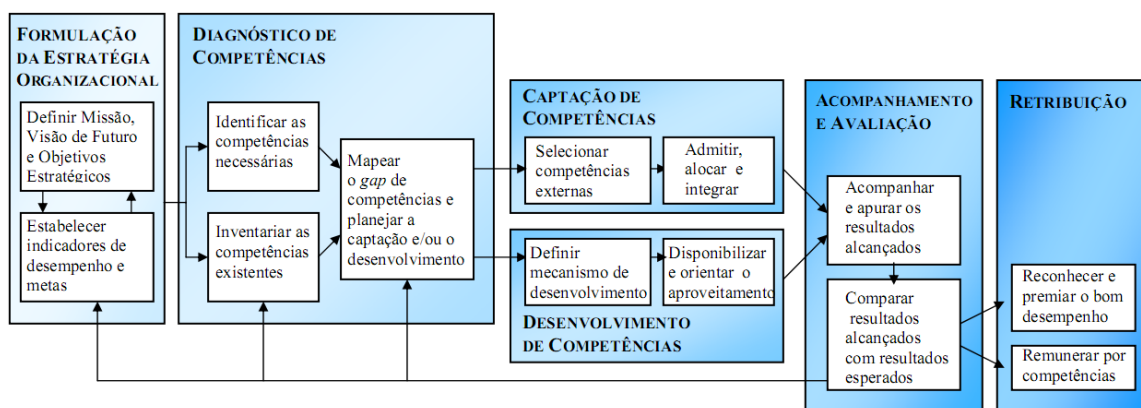 FORMULAÇÃO
DA ESTRATÉGIA
ORGANIZACIONAL
Definir Missão,
Visão de Futuro
e Objetivos
Estratégicos
Estabelecer
indicadores de
desempenho e
metas
DIAGNÓSTICO DE
COMPETÊNCIAS
Identificar as
competências
necessárias
Inventariar as
competências
existentes
Mapear
o gap de
competências e
planejar a
captação e/ou o
desenvolvimento
CAPTAÇÃO DE
COMPETÊNCIAS
Selecionar
competências
externas
Admitir,
alocar e
integrar
Definir
mecanismo de
desenvolvimento
Disponibilizar
e orientar o
aproveitamento
DESENVOLVIMENTO
DE COMPETÊNCIAS
ACOMPANHAMENTO
E AVALIAÇÃO
Acompanhar
e apurar os
resultados
alcançados
Comparar
resultados
alcançados
com resultados
esperados
RETRIBUIÇÃO
Reconhecer e
premiar o bom
desempenho
Remunerar por
competências